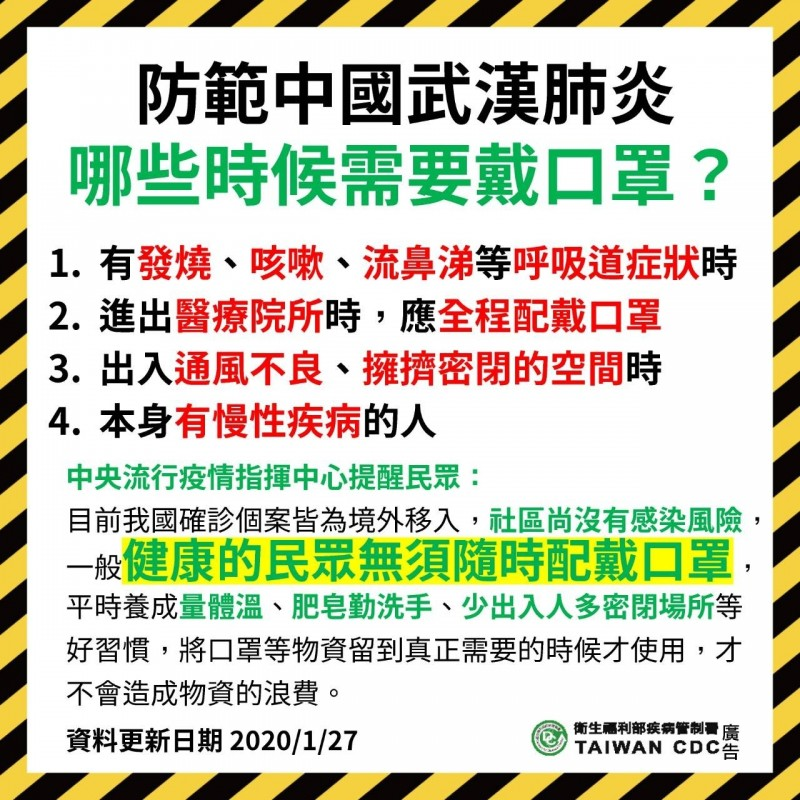 防範中國武漢肺炎
哪些時候需要戴口罩？
1. 有發燒、咳嗽、流鼻涕等呼吸道症狀時
2. 進出醫療院所時，應全程配戴口罩
3. 出入通風不良、擁擠密閉的空間時
4. 本身有慢性疾病的人
中央流行疫情指揮中心提醒民眾：
目前我國確診個案皆為境外移入，社區尚沒有感染風險，
一般健康的民眾無須隨時配戴口罩，
平時養成量體溫、肥皂勤洗手、少出入人多密閉場所等
好習慣，將口罩等物資留到真正需要的時候才使用，才
不會造成物資的浪費。
資料更新日期 2020/1/27
衛生福利部疾病管制署
TAIWAN CDC
廣告